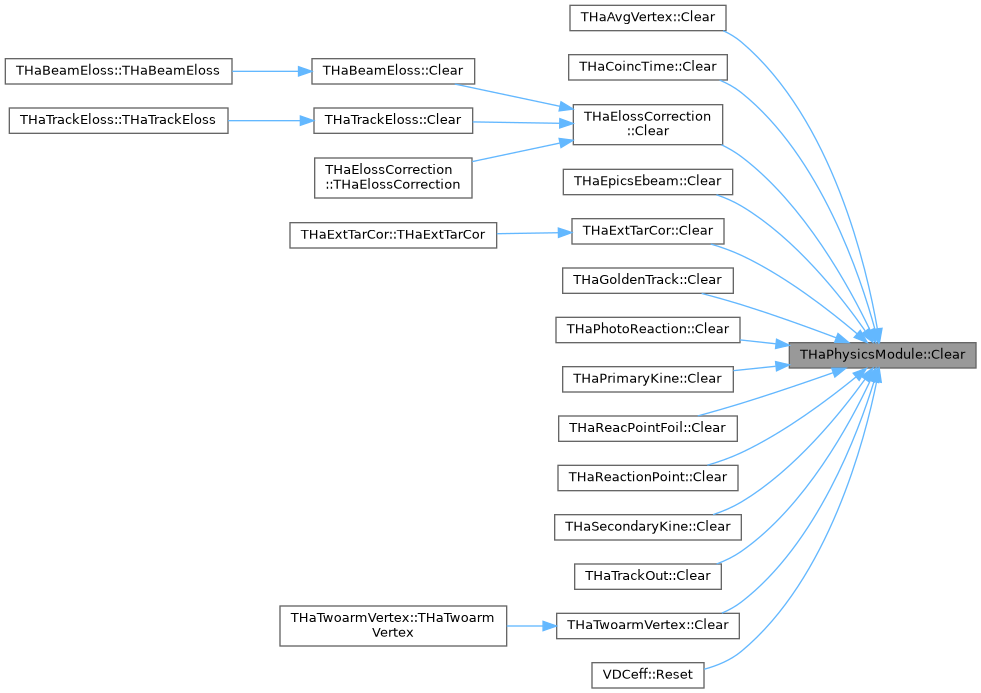 THaAvgVertex::Clear
THaCoincTime::Clear
THaBeamEloss::THaBeamEloss
THaBeamEloss::Clear
THaTrackEloss::THaTrackEloss
THaTrackEloss::Clear
THaElossCorrection
::Clear
THaElossCorrection
::THaElossCorrection
THaEpicsEbeam::Clear
THaExtTarCor::THaExtTarCor
THaExtTarCor::Clear
THaGoldenTrack::Clear
THaPhotoReaction::Clear
THaPhysicsModule::Clear
THaPrimaryKine::Clear
THaReacPointFoil::Clear
THaReactionPoint::Clear
THaSecondaryKine::Clear
THaTrackOut::Clear
THaTwoarmVertex::THaTwoarm
Vertex
THaTwoarmVertex::Clear
VDCeff::Reset